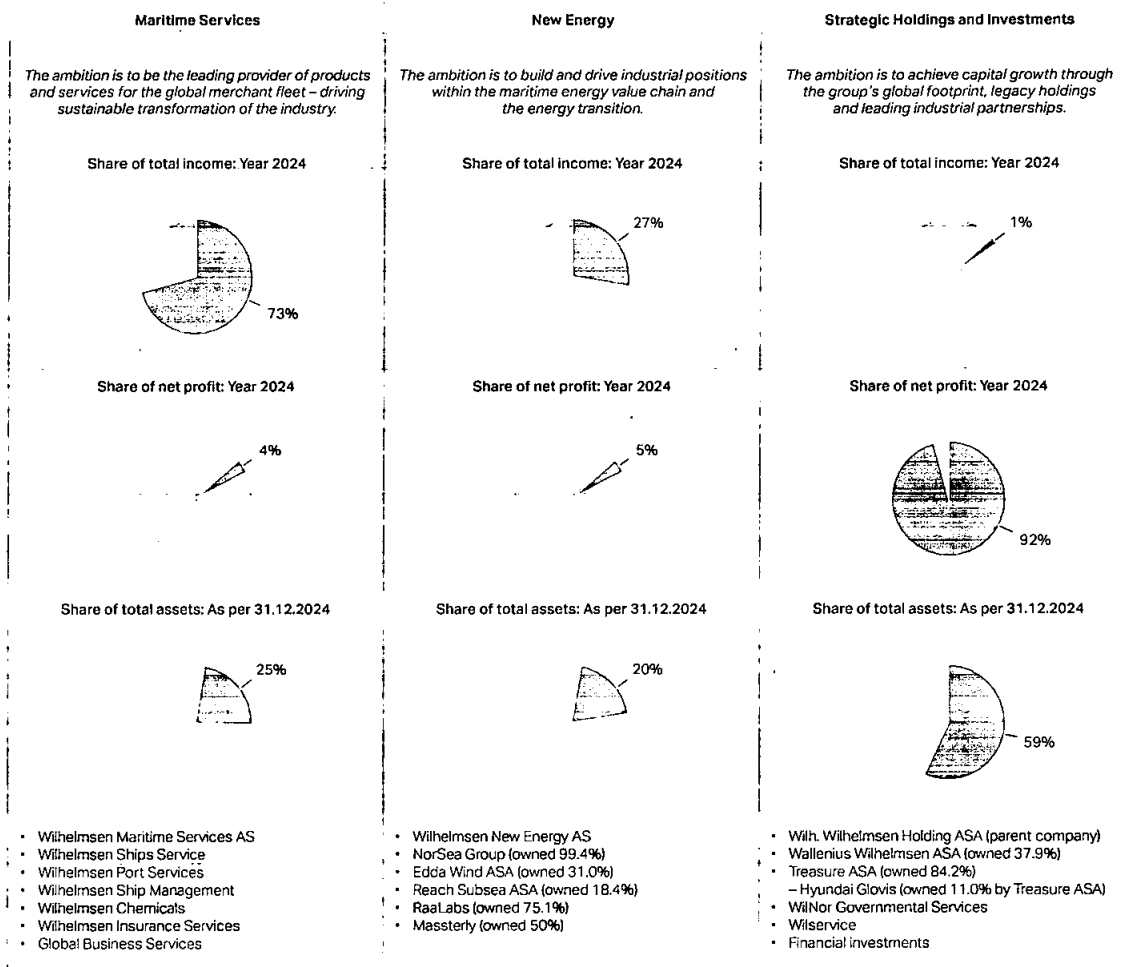 Maritime Services
The ambition is to be the leading provider of products
and services for the global merchant fleet – driving
sustainable transformation of the industry.
Share of total income: Year 2024
73%
Share of net profit: Year 2024
4%
Share of total assets: As per 31.12.2024
25%
• Wilhelmsen Maritime Services AS
• Wilhelmsen Ships Service
• Wilhelmsen Port Services
• Wilhelmsen Ship Management
• Wilhelmsen Chemicals
• Wilhelmsen Insurance Services
• Global Business Services
New Energy
The ambition is to build and drive industrial positions
within the maritime energy value chain and
the energy transition.
Share of total income: Year 2024
27%
Share of net profit: Year 2024
5%
Share of total assets: As per 31.12.2024
20%
• Wilhelmsen New Energy AS
• NorSea Group (owned 99.4%)
• Edda Wind ASA (owned 31.0%)
• Reach Subsea ASA (owned 18.4%)
• RaaLabs (owned 75.1%)
• Massterly (owned 50%)
Strategic Holdings and Investments
The ambition is to achieve capital growth through
the group's global footprint, legacy holdings
and leading industrial partnerships.
Share of total income: Year 2024
1%
Share of net profit: Year 2024
92%
Share of total assets: As per 31.12.2024
59%
• Wilh. Wilhelmsen Holding ASA (parent company)
• Wallenius Wilhelmsen ASA (owned 37.9%)
• Treasure ASA (owned 84.2%)
– Hyundai Glovis (owned 11.0% by Treasure ASA)
• WilNor Governmental Services
• Wilservice
• Financial investments